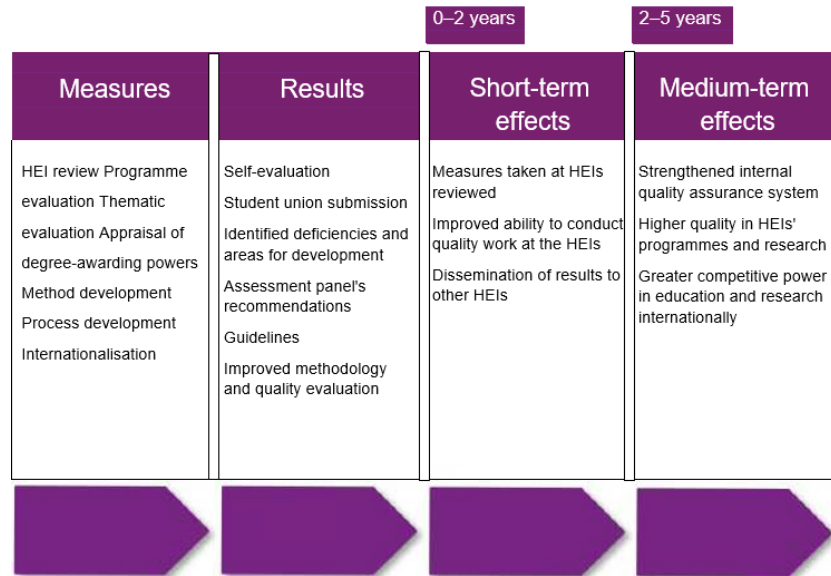 0–2 years
2–5 years
Measures
Results
Short-term
effects
Medium-term
effects
HEI review Programme
evaluation Thematic
evaluation Appraisal of
degree-awarding powers
Method development
Process development
Internationalisation
Self-evaluation
Student union submission
Identified deficiencies and
areas for development
Assessment panel's
recommendations
Guidelines
Improved methodology
and quality evaluation
Measures taken at HEIs
reviewed
Improved ability to conduct
quality work at the HEIs
Dissemination of results to
other HEIs
Strengthened internal
quality assurance system
Higher quality in HEIs'
programmes and research
Greater competitive power
in education and research
internationally